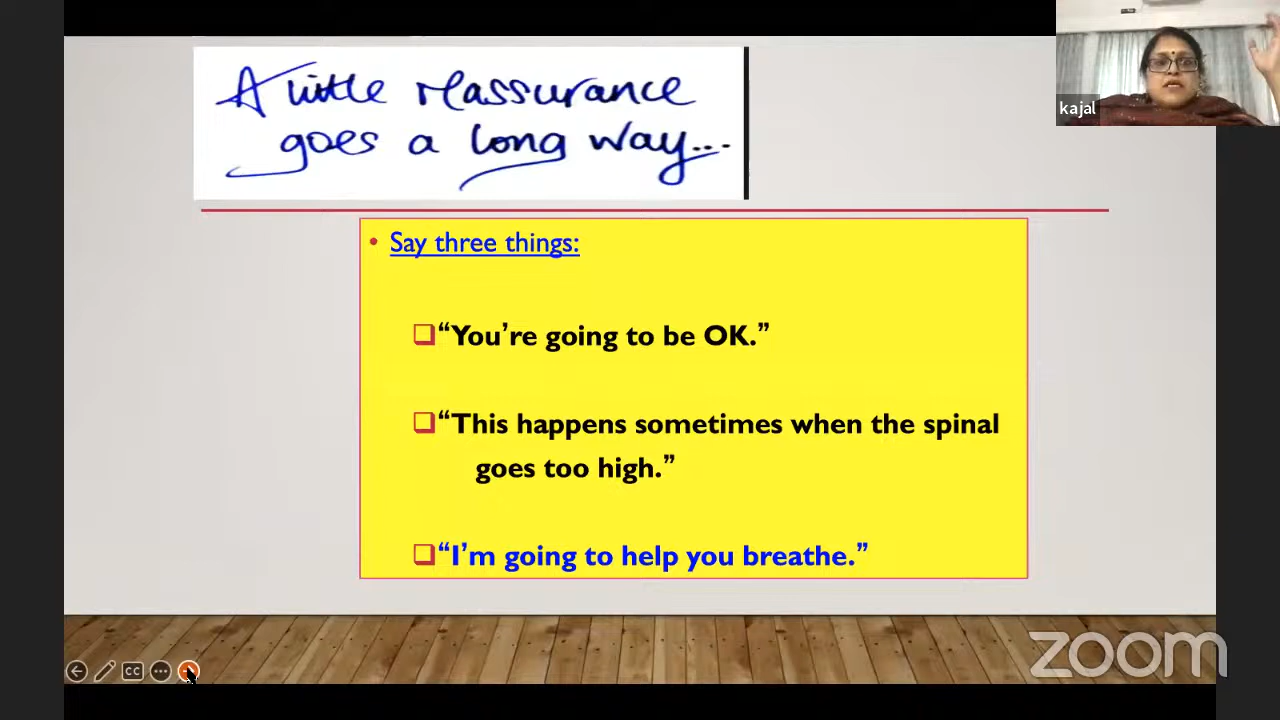 A little reassurance
goes a long way...
kajal
• Say three things:
❑“You’re going to be OK.”
❑“This happens sometimes when the spinal
goes too high.”
❑“I’m going to help you breathe.”
CC
zoom